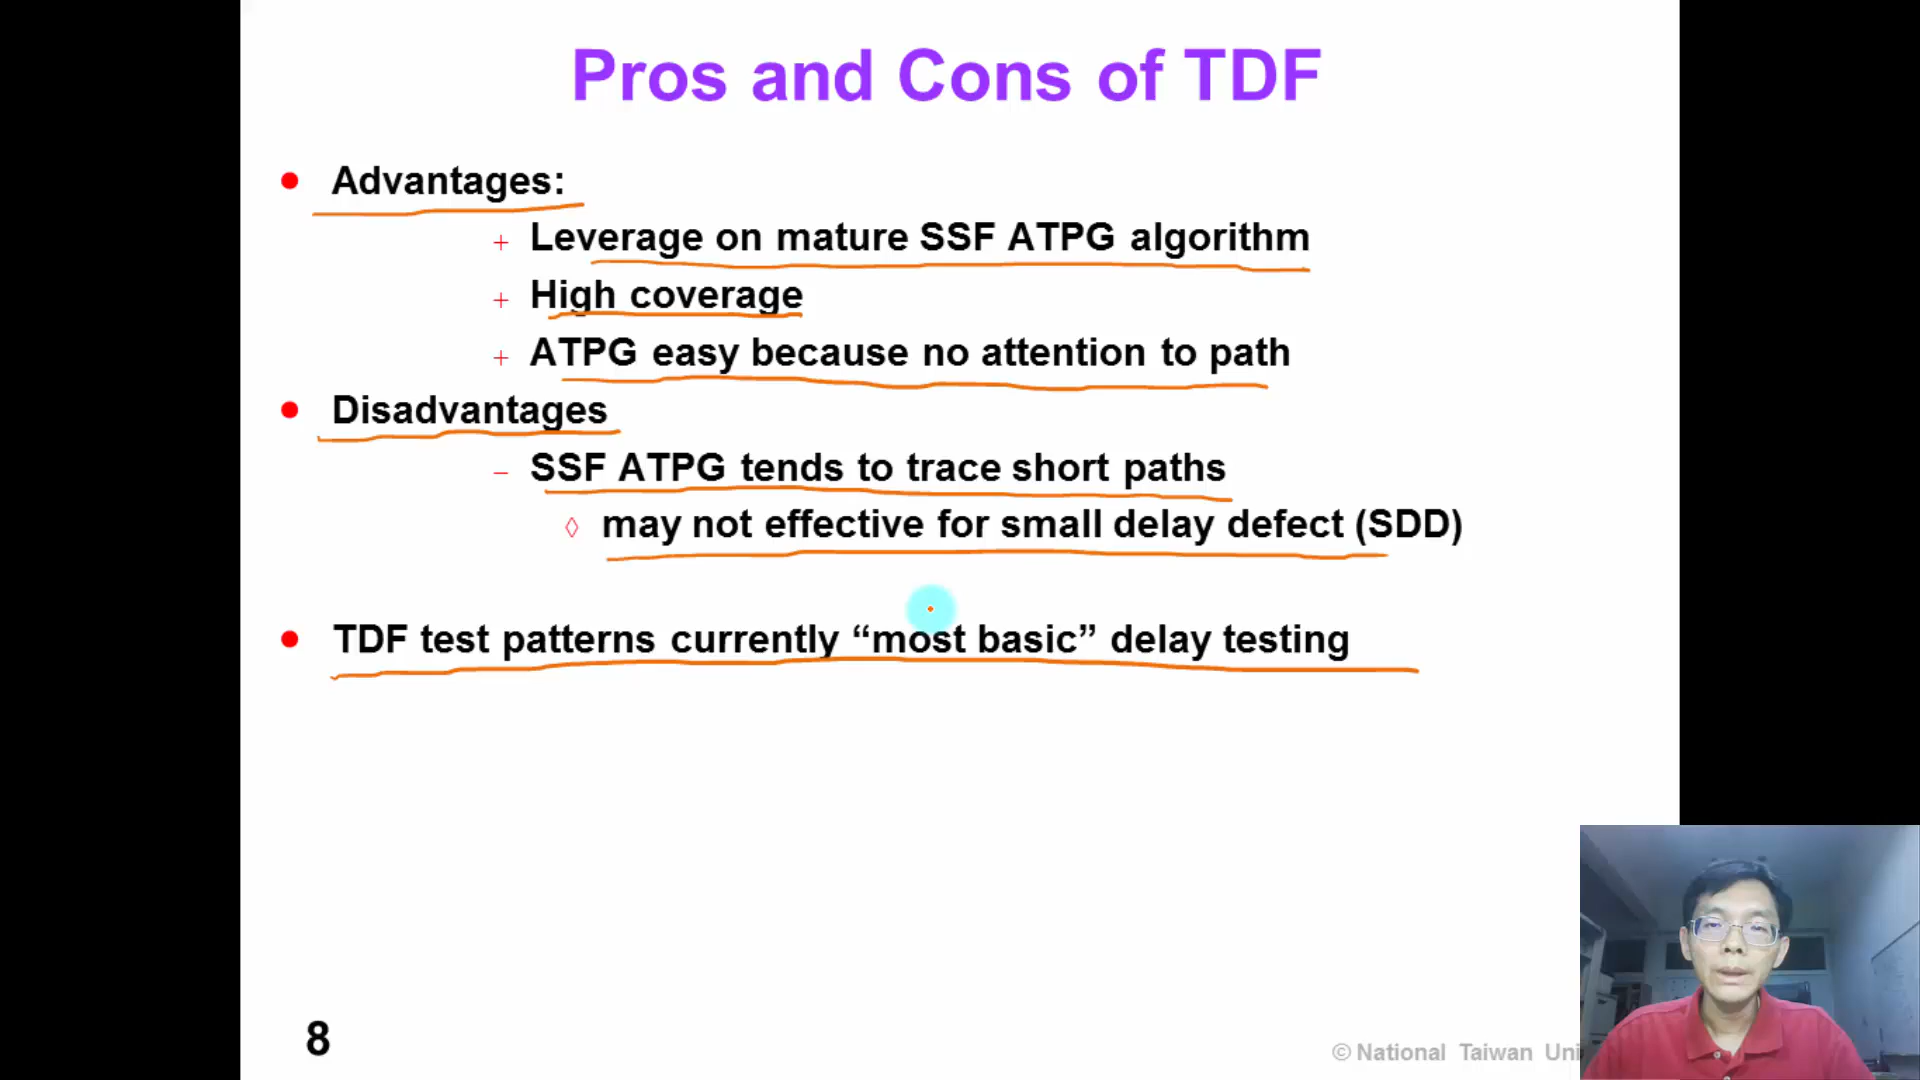 Pros and Cons of TDF
● Advantages:
+ Leverage on mature SSF ATPG algorithm
+ High coverage
+ ATPG easy because no attention to path
● Disadvantages
– SSF ATPG tends to trace short paths
◊ may not effective for small delay defect (SDD)
● TDF test patterns currently “most basic” delay testing
8
© National Taiwan Uni